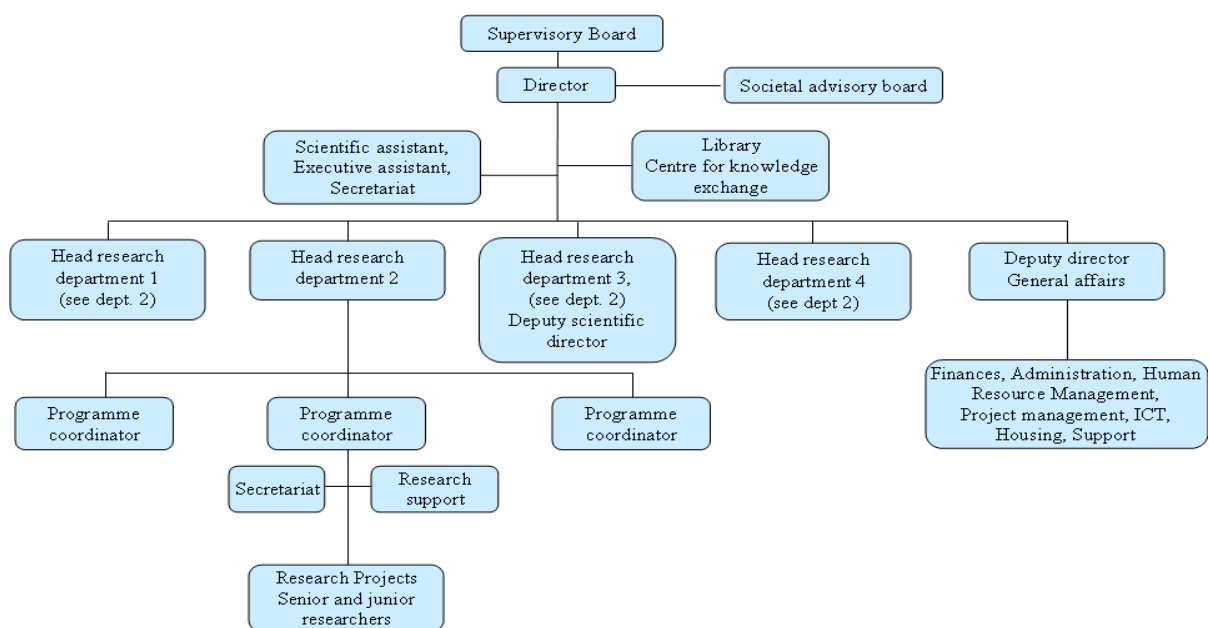 Supervisory Board
Director
Societal advisory board
Scientific assistant,
Executive assistant,
Secretariat
Library
Centre for knowledge
exchange
Head research
department 1
(see dept. 2)
Head research
department 2
Head research
department 3,
(see dept. 2)
Deputy scientific
director
Head research
department 4
(see dept 2)
Deputy director
General affairs
Finances, Administration, Human
Resource Management,
Project management, ICT,
Housing, Support
Programme
coordinator
Programme
coordinator
Programme
coordinator
Secretariat
Research
support
Research Projects
Senior and junior
researchers